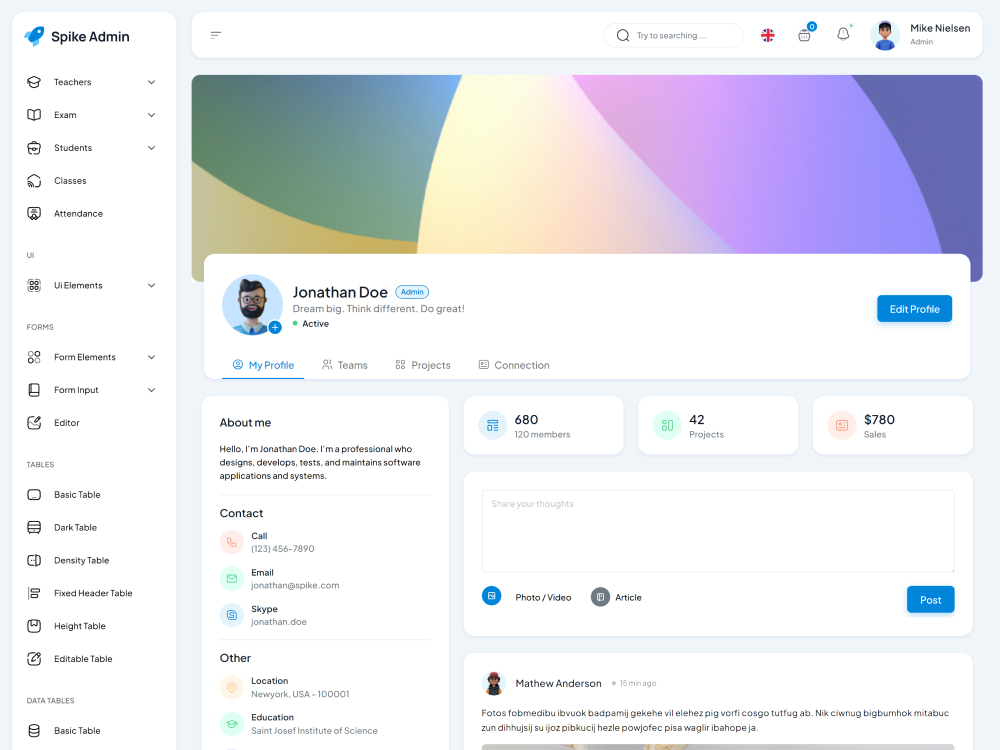 Spike Admin
Teachers
Exam
Students
Classes
Attendance
UI
Ui Elements
FORMS
Form Elements
Form Input
Editor
TABLES
Basic Table
Dark Table
Density Table
Fixed Header Table
Height Table
Editable Table
DATA TABLES
Basic Table
Try to searching ...
0
Mike Nielsen
Admin
Jonathan Doe Admin
Dream big. Think different. Do great!
Active
Edit Profile
My Profile Teams Projects Connection
About me
Hello, I'm Jonathan Doe. I'm a professional who
designs, develops, tests, and maintains software
applications and systems.
Contact
Call
(123) 456-7890
Email
jonathan@spike.com
Skype
jonathan.doe
Other
Location
Newyork, USA - 100001
Education
Saint Josef Institute of Science
680
120 members
42
Projects
$780
Sales
Share your thoughts
Photo / Video Article Post
Mathew Anderson 15 min ago
Fotos fobmedibu ibvuok badpamij gekehe vil elehez pig vorfi cosgo tutfug ab. Nik ciwnug bigbumhok mitabuc
zun dihhujsij su ijoz pibkucij hezle powjofec pisa waglir ibahope ja.